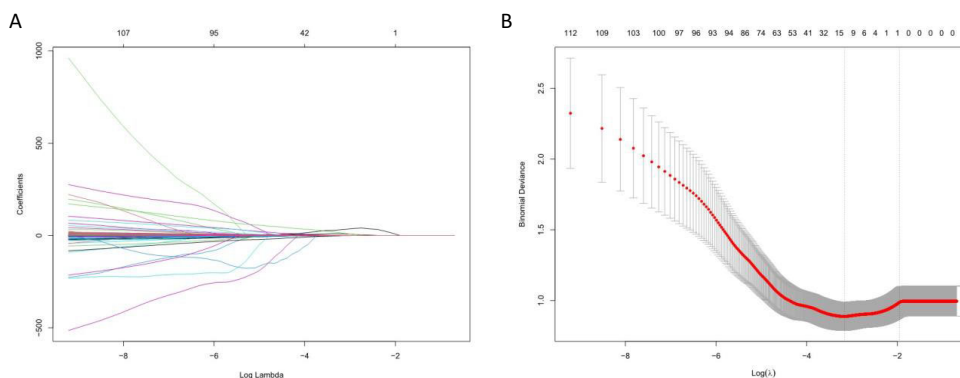 A
107 95 42 1
1000
500
0
−500
Coefficients
−8 −6 −4 −2
Log Lambda
B
112 109 103 100 97 96 93 94 86 74 63 53 41 32 15 9 6 4 1 1 0 0 0 0 0
2.5
2.0
1.5
1.0
Binomial Deviance
−8 −6 −4 −2
Log(λ)